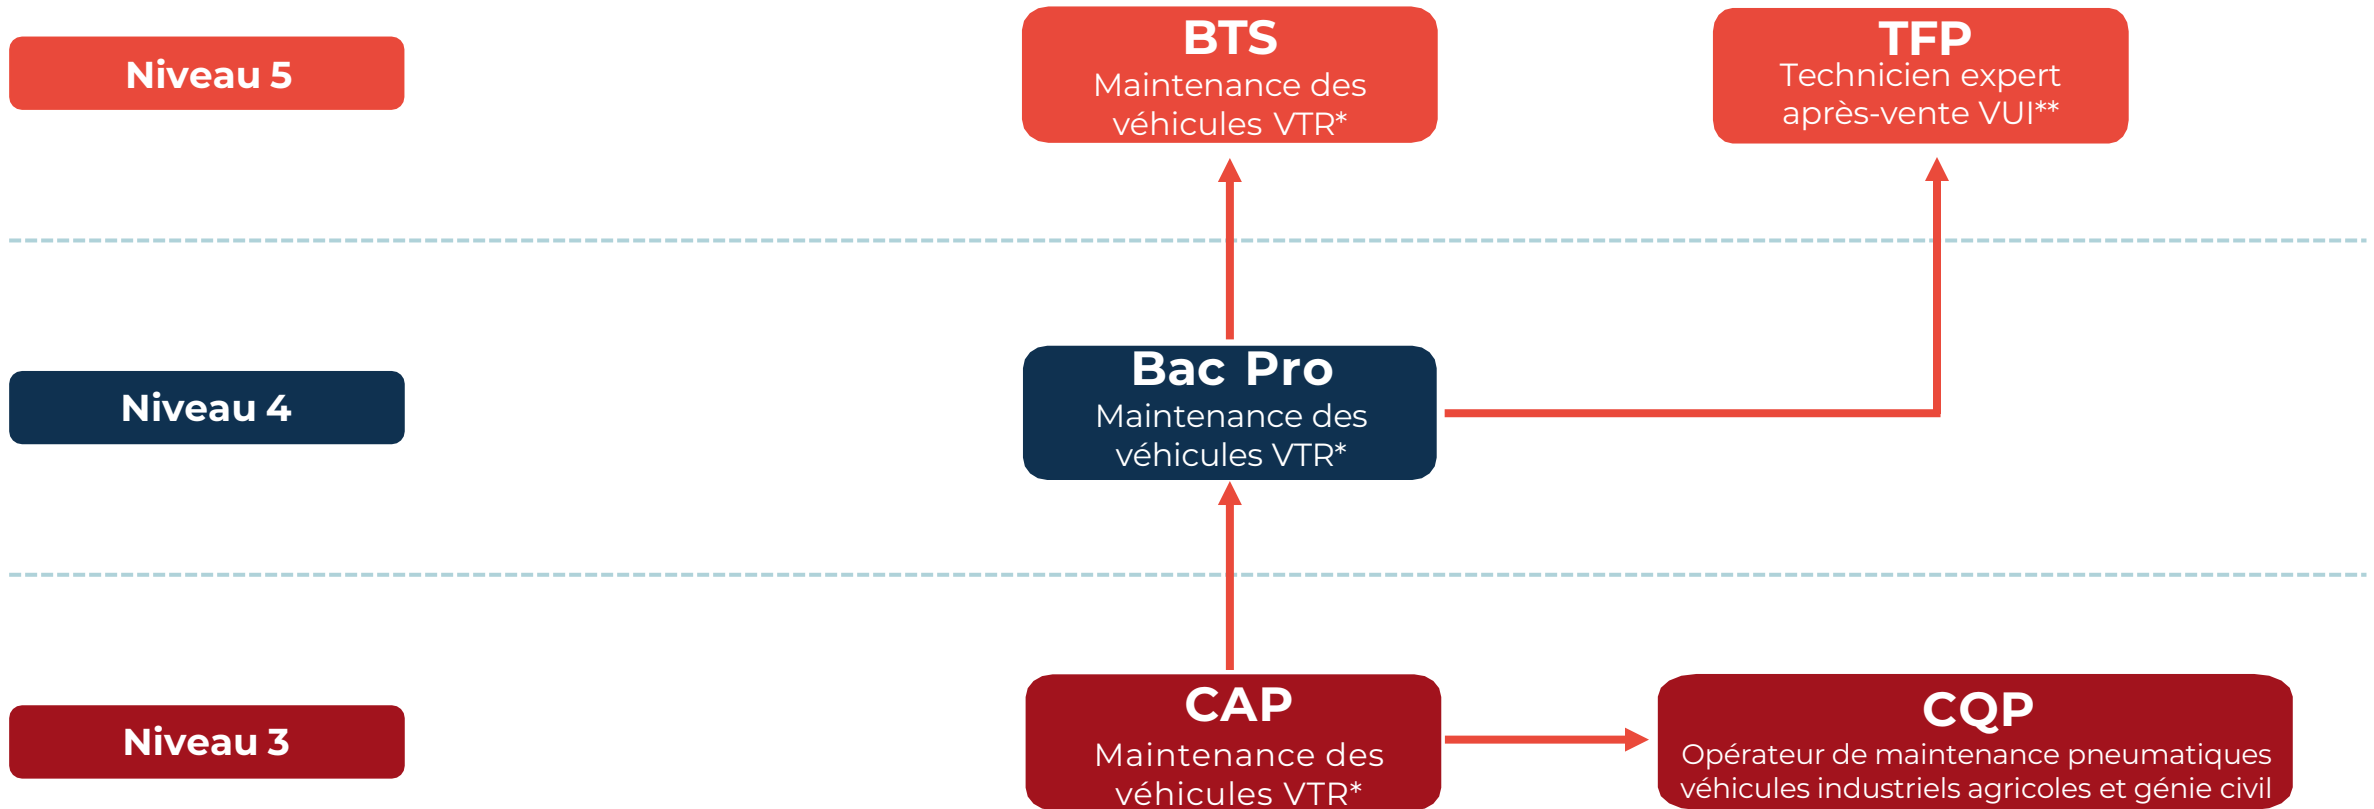 Niveau 5
BTS
Maintenance des
véhicules VTR*
TFP
Technicien expert
après-vente VUI**
Niveau 4
Bac Pro
Maintenance des
véhicules VTR*
Niveau 3
CAP
Maintenance des
véhicules VTR*
CQP
Opérateur de maintenance pneumatiques
véhicules industriels agricoles et génie civil